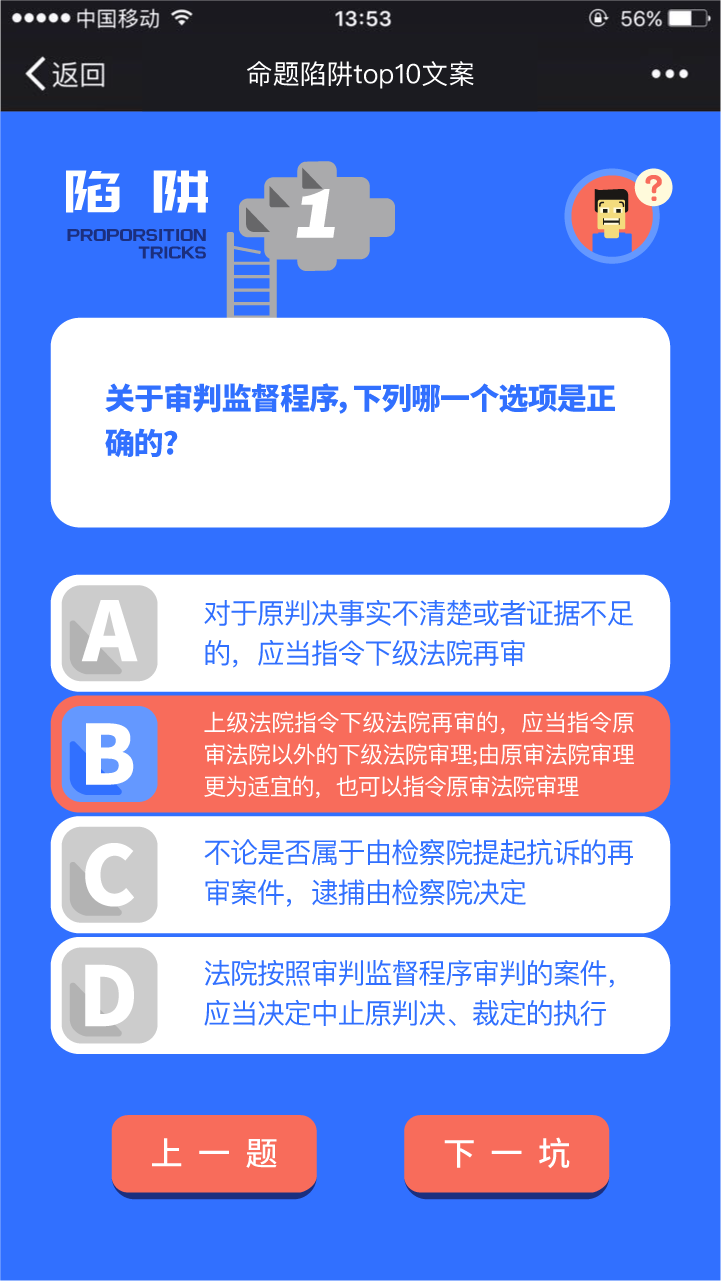 中国移动 13:53 56%
返回 命题陷阱top10文案
陷 阱 1 ?
PROPORSITION
TRICKS
关于审判监督程序,下列哪一个选项是正
确的?
A 对于原判决事实不清楚或者证据不足
的，应当指令下级法院再审
B 上级法院指令下级法院再审的，应当指令原
审法院以外的下级法院审理;由原审法院审理
更为适宜的，也可以指令原审法院审理
C 不论是否属于由检察院提起抗诉的再
审案件，逮捕由检察院决定
D 法院按照审判监督程序审判的案件，
应当决定中止原判决、裁定的执行
上一题 下一坑